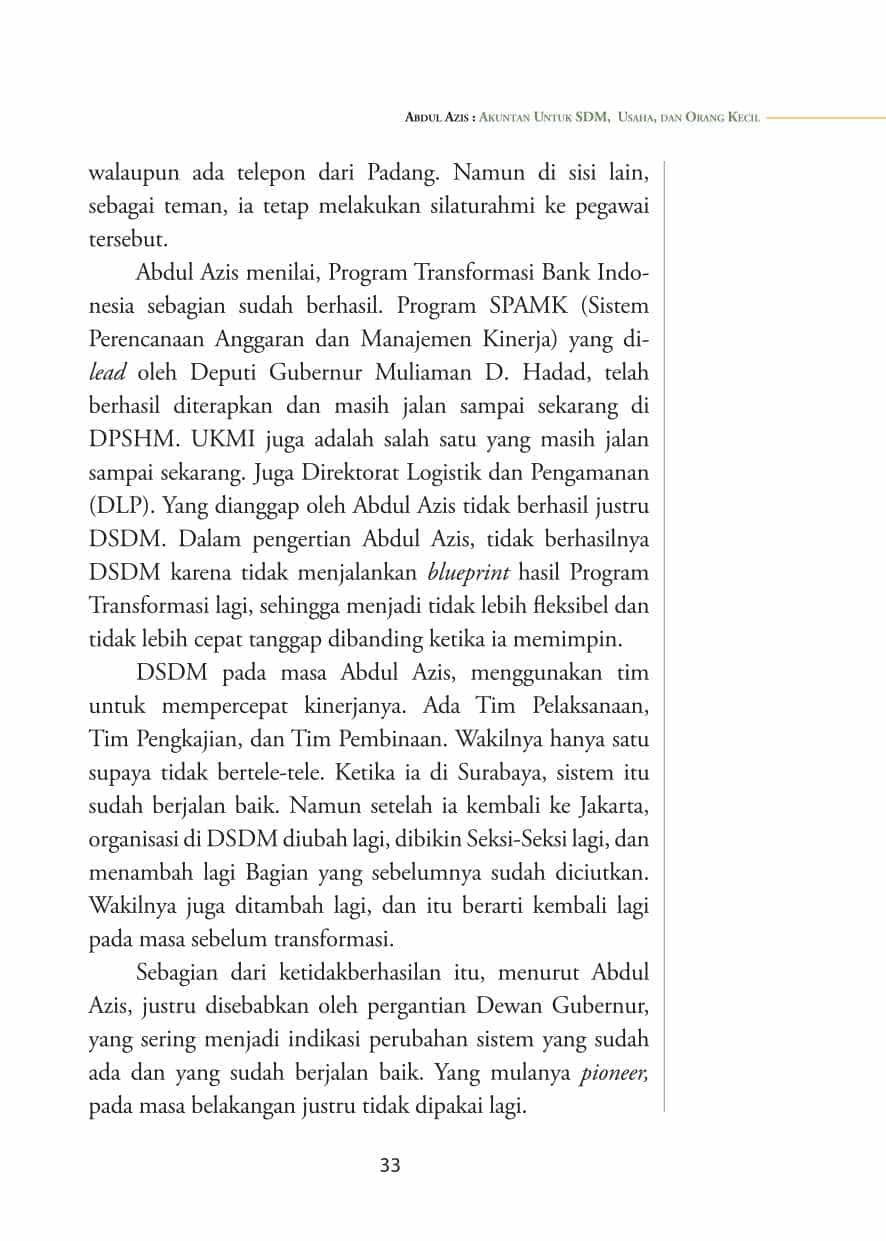 Abdul Azis : Akuntan Untuk SDM, Usaha, dan Orang Kecil
walaupun ada telepon dari Padang. Namun di sisi lain,
sebagai teman, ia tetap melakukan silaturahmi ke pegawai
tersebut.
Abdul Azis menilai, Program Transformasi Bank Indo-
nesia sebagian sudah berhasil. Program SPAMK (Sistem
Perencanaan Anggaran dan Manajemen Kinerja) yang di-
lead oleh Deputi Gubernur Muliaman D. Hadad, telah
berhasil diterapkan dan masih jalan sampai sekarang di
DPSHM. UKMI juga adalah salah satu yang masih jalan
sampai sekarang. Juga Direktorat Logistik dan Pengamanan
(DLP). Yang dianggap oleh Abdul Azis tidak berhasil justru
DSDM. Dalam pengertian Abdul Azis, tidak berhasilnya
DSDM karena tidak menjalankan blueprint hasil Program
Transformasi lagi, sehingga menjadi tidak lebih fleksibel dan
tidak lebih cepat tanggap dibanding ketika ia memimpin.
DSDM pada masa Abdul Azis, menggunakan tim
untuk mempercepat kinerjanya. Ada Tim Pelaksanaan,
Tim Pengkajian, dan Tim Pembinaan. Wakilnya hanya satu
supaya tidak bertele-tele. Ketika ia di Surabaya, sistem itu
sudah berjalan baik. Namun setelah ia kembali ke Jakarta,
organisasi di DSDM diubah lagi, dibikin Seksi-Seksi lagi, dan
menambah lagi Bagian yang sebelumnya sudah diciutkan.
Wakilnya juga ditambah lagi, dan itu berarti kembali lagi
pada masa sebelum transformasi.
Sebagian dari ketidakberhasilan itu, menurut Abdul
Azis, justru disebabkan oleh pergantian Dewan Gubernur,
yang sering menjadi indikasi perubahan sistem yang sudah
ada dan yang sudah berjalan baik. Yang mulanya pioneer,
pada masa belakangan justru tidak dipakai lagi.
33